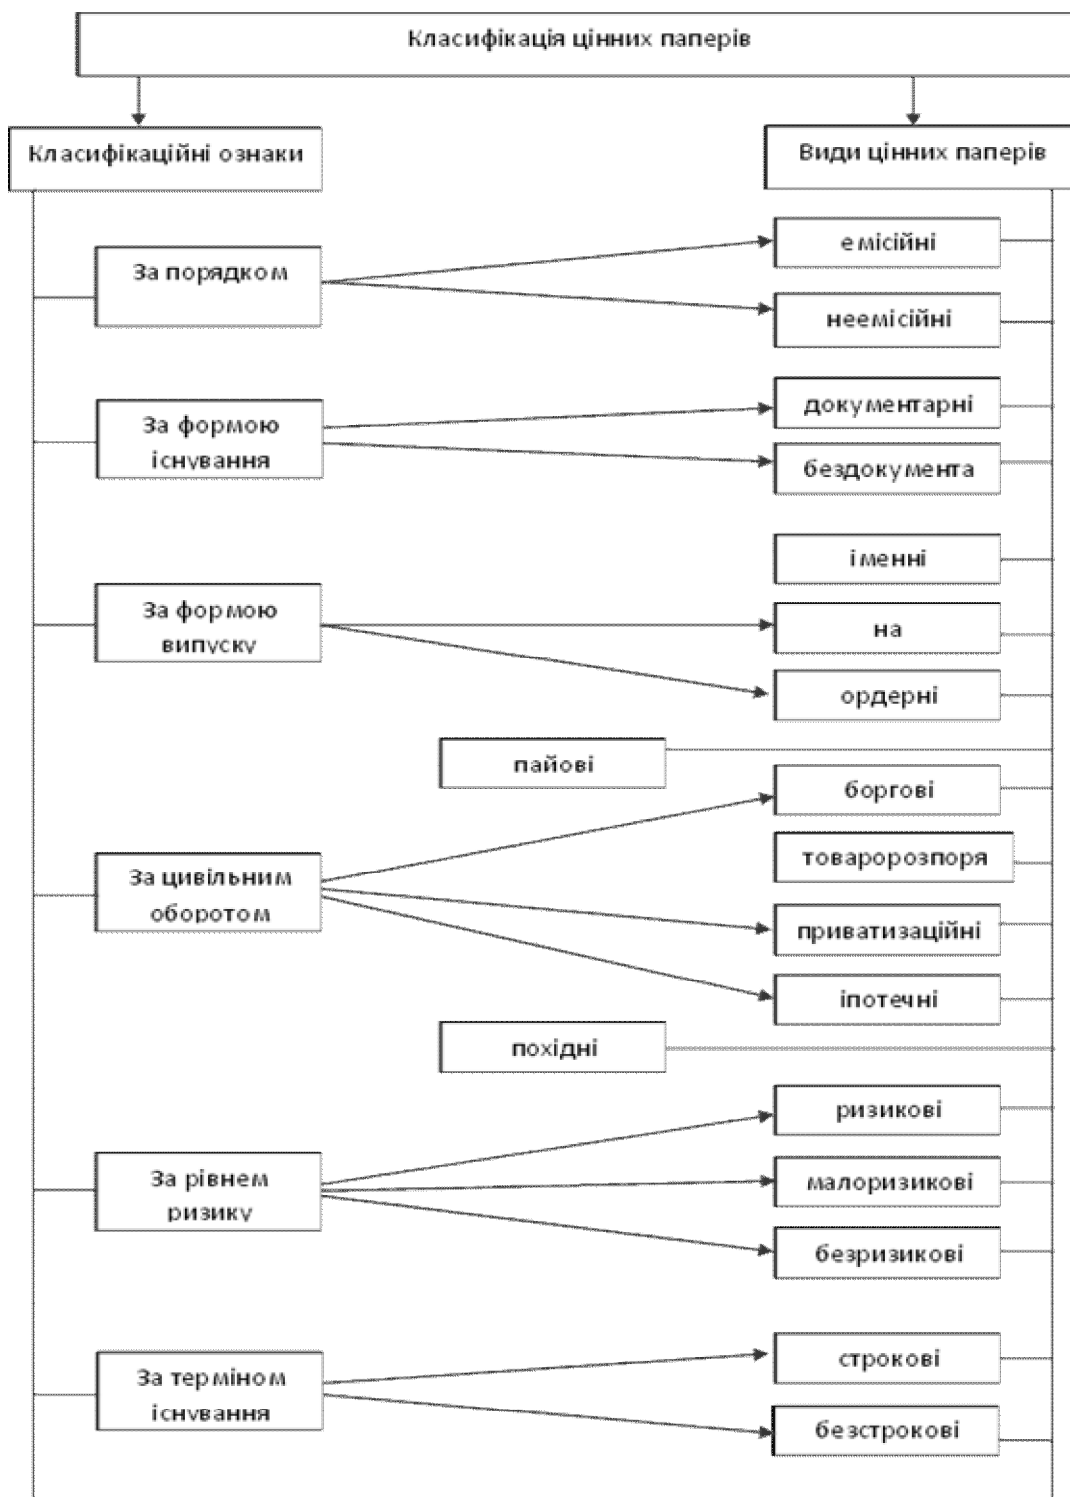 Класифікація цінних паперів
Класифікаційні ознаки
Види цінних паперів
За порядком
емісійні
неемісійні
За формою
існування
документарні
бездокумента
За формою
випуску
іменні
на
ордерні
пайові
За цивільним
оборотом
боргові
товаророзпоря
приватизаційні
іпотечні
похідні
За рівнем
ризику
ризикові
малоризикові
безризикові
За терміном
існування
строкові
безстрокові